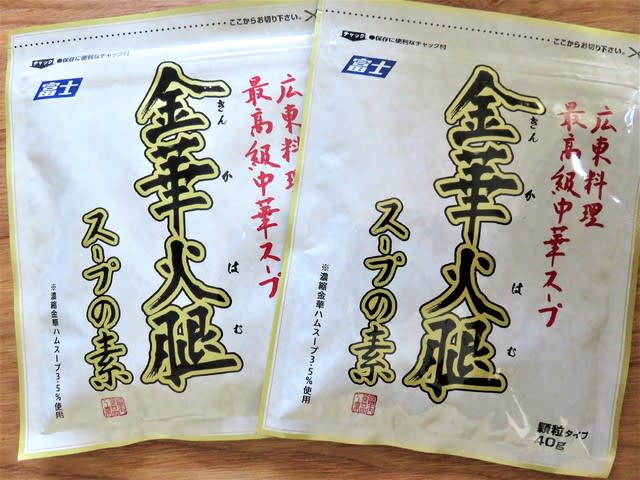 ここからお切り下さい。
チャック ●保存に便利なチャック付
富士
広東料理
最高級中華スープ
金華火腿
きんかはむ
スープの素
※濃縮金華ハムスープ3.5%使用
ここからお切り下さい。
チャック ●保存に便利なチャック付
富士
広東料理
最高級中華スープ
金華火腿
きんかはむ
スープの素
※濃縮金華ハムスープ3.5%使用
顆粒タイプ
40g